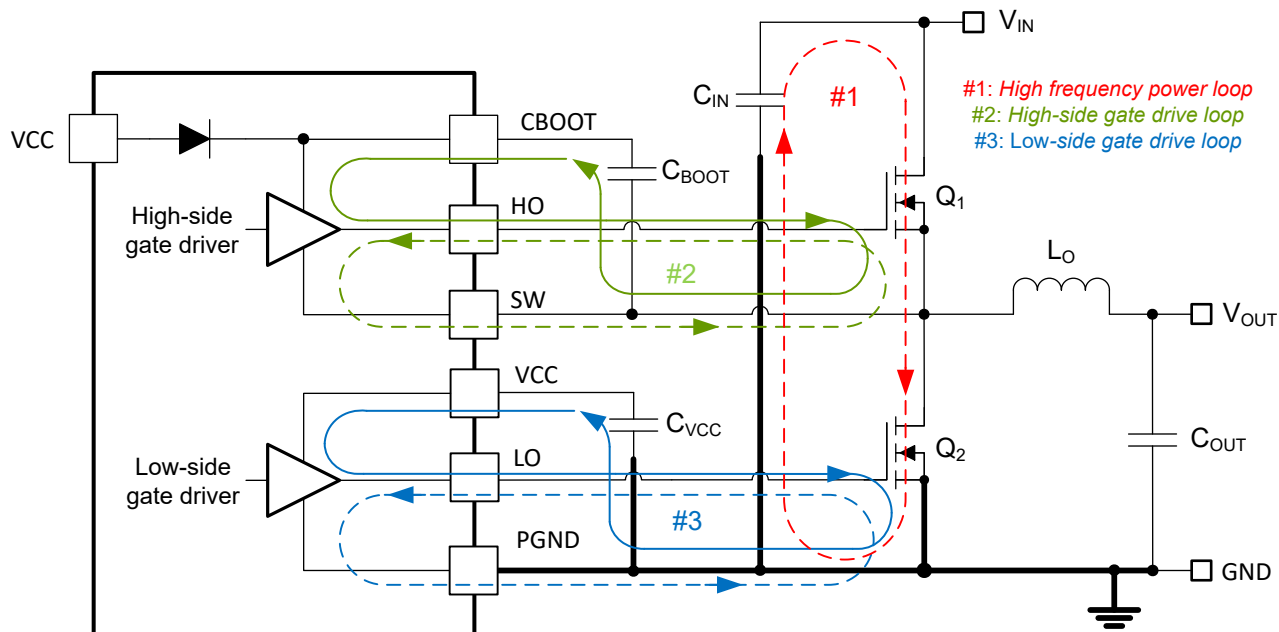 V_IN
C_IN
#1
#1: High frequency power loop
#2: High-side gate drive loop
#3: Low-side gate drive loop
VCC
CBOOT
C_BOOT
High-side
gate driver
HO
Q_1
#2
L_O
SW
V_OUT
VCC
C_VCC
Low-side
gate driver
LO
Q_2
C_OUT
#3
PGND
GND